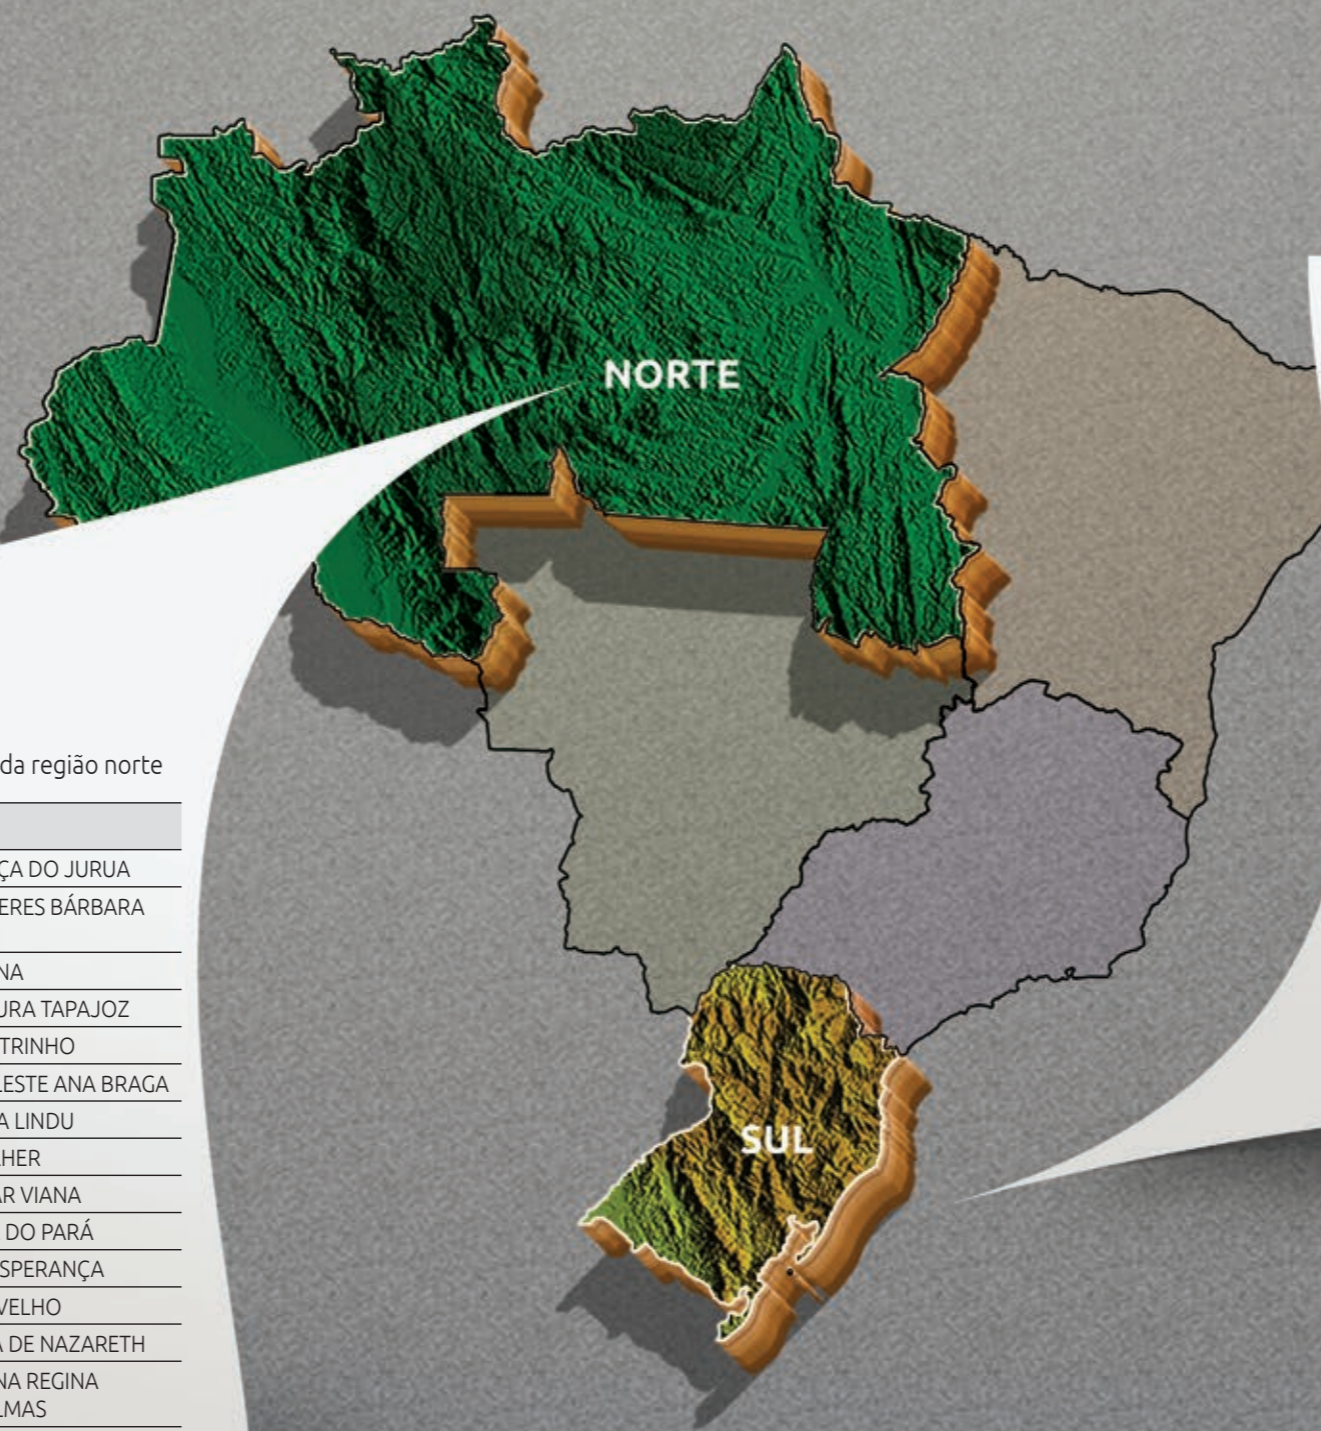 NORTE
da região norte
ÇA DO JURUA
ERES BÁRBARA
NA
URA TAPAJOZ
TRINHO
LESTE ANA BRAGA
A LINDU
HER
AR VIANA
DO PARÁ
SPERANÇA
VELHO
A DE NAZARETH
NA REGINA
LMAS
SUL